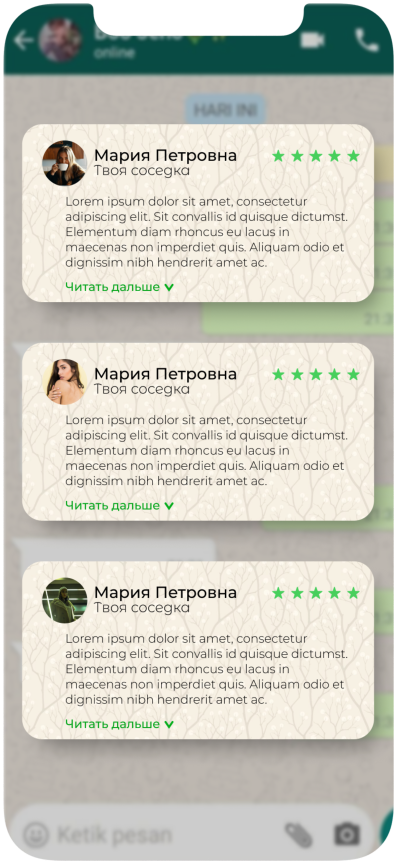 online
HARI INI
Мария Петровна
Твоя соседка
Lorem ipsum dolor sit amet, consectetur
adipiscing elit. Sit convallis id quisque dictumst.
Elementum diam rhoncus eu lacus in
maecenas non imperdiet quis. Aliquam odio et
dignissim nibh hendrerit amet ac.
Читать дальше
Мария Петровна
Твоя соседка
Lorem ipsum dolor sit amet, consectetur
adipiscing elit. Sit convallis id quisque dictumst.
Elementum diam rhoncus eu lacus in
maecenas non imperdiet quis. Aliquam odio et
dignissim nibh hendrerit amet ac.
Читать дальше
Мария Петровна
Твоя соседка
Lorem ipsum dolor sit amet, consectetur
adipiscing elit. Sit convallis id quisque dictumst.
Elementum diam rhoncus eu lacus in
maecenas non imperdiet quis. Aliquam odio et
dignissim nibh hendrerit amet ac.
Читать дальше
Ketik pesan